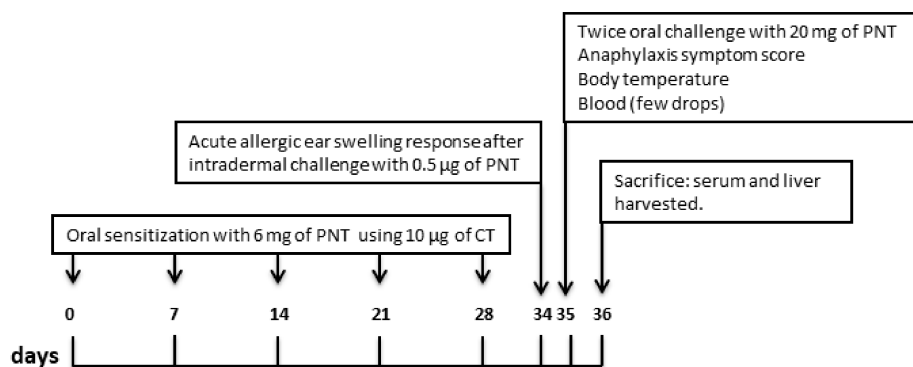 Twice oral challenge with 20 mg of PNT
Anaphylaxis symptom score
Body temperature
Blood (few drops)
Acute allergic ear swelling response after
intradermal challenge with 0.5 µg of PNT
Sacrifice: serum and liver
harvested.
Oral sensitization with 6 mg of PNT using 10 µg of CT
0 7 14 21 28 34 35 36
days